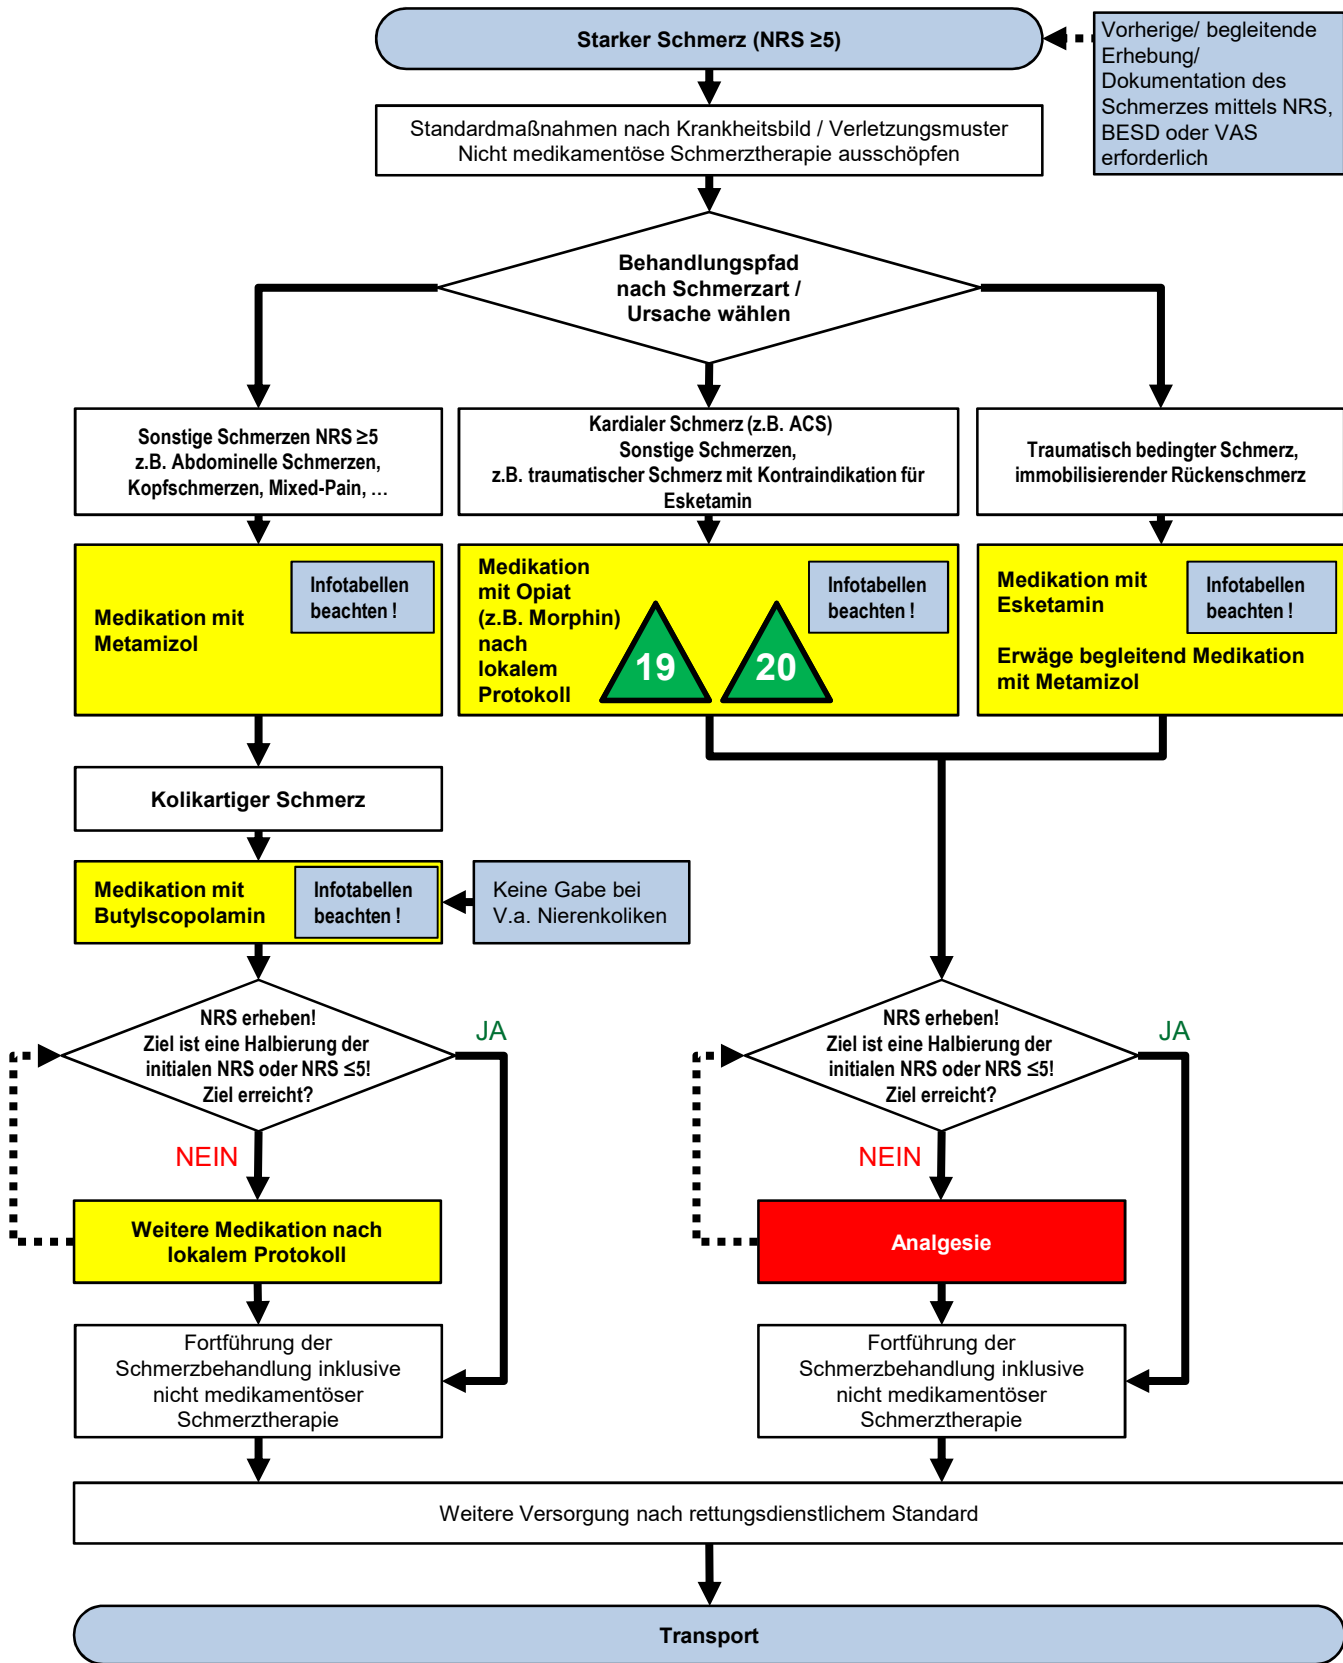 Starker Schmerz (NRS ≥5)
Vorherige/ begleitende
Erhebung/
Dokumentation des
Schmerzes mittels NRS,
BESD oder VAS
erforderlich
Standardmaßnahmen nach Krankheitsbild / Verletzungsmuster
Nicht medikamentöse Schmerztherapie ausschöpfen
Behandlungspfad
nach Schmerzart /
Ursache wählen
Sonstige Schmerzen NRS ≥5
z.B. Abdominelle Schmerzen,
Kopfschmerzen, Mixed-Pain, …
Kardialer Schmerz (z.B. ACS)
Sonstige Schmerzen,
z.B. traumatischer Schmerz mit Kontraindikation für
Esketamin
Traumatisch bedingter Schmerz,
immobilisierender Rückenschmerz
Medikation mit
Metamizol
Infotabellen
beachten !
Medikation
mit Opiat
(z.B. Morphin)
nach
lokalem
Protokoll
19
20
Infotabellen
beachten !
Medikation mit
Esketamin
Infotabellen
beachten !
Erwäge begleitend Medikation
mit Metamizol
Kolikartiger Schmerz
Medikation mit
Butylscopolamin
Infotabellen
beachten !
Keine Gabe bei
V.a. Nierenkoliken
NRS erheben!
Ziel ist eine Halbierung der
initialen NRS oder NRS ≤5!
Ziel erreicht?
JA
NEIN
NRS erheben!
Ziel ist eine Halbierung der
initialen NRS oder NRS ≤5!
Ziel erreicht?
JA
NEIN
Weitere Medikation nach
lokalem Protokoll
Analgesie
Fortführung der
Schmerzbehandlung inklusive
nicht medikamentöser
Schmerztherapie
Fortführung der
Schmerzbehandlung inklusive
nicht medikamentöser
Schmerztherapie
Weitere Versorgung nach rettungsdienstlichem Standard
Transport